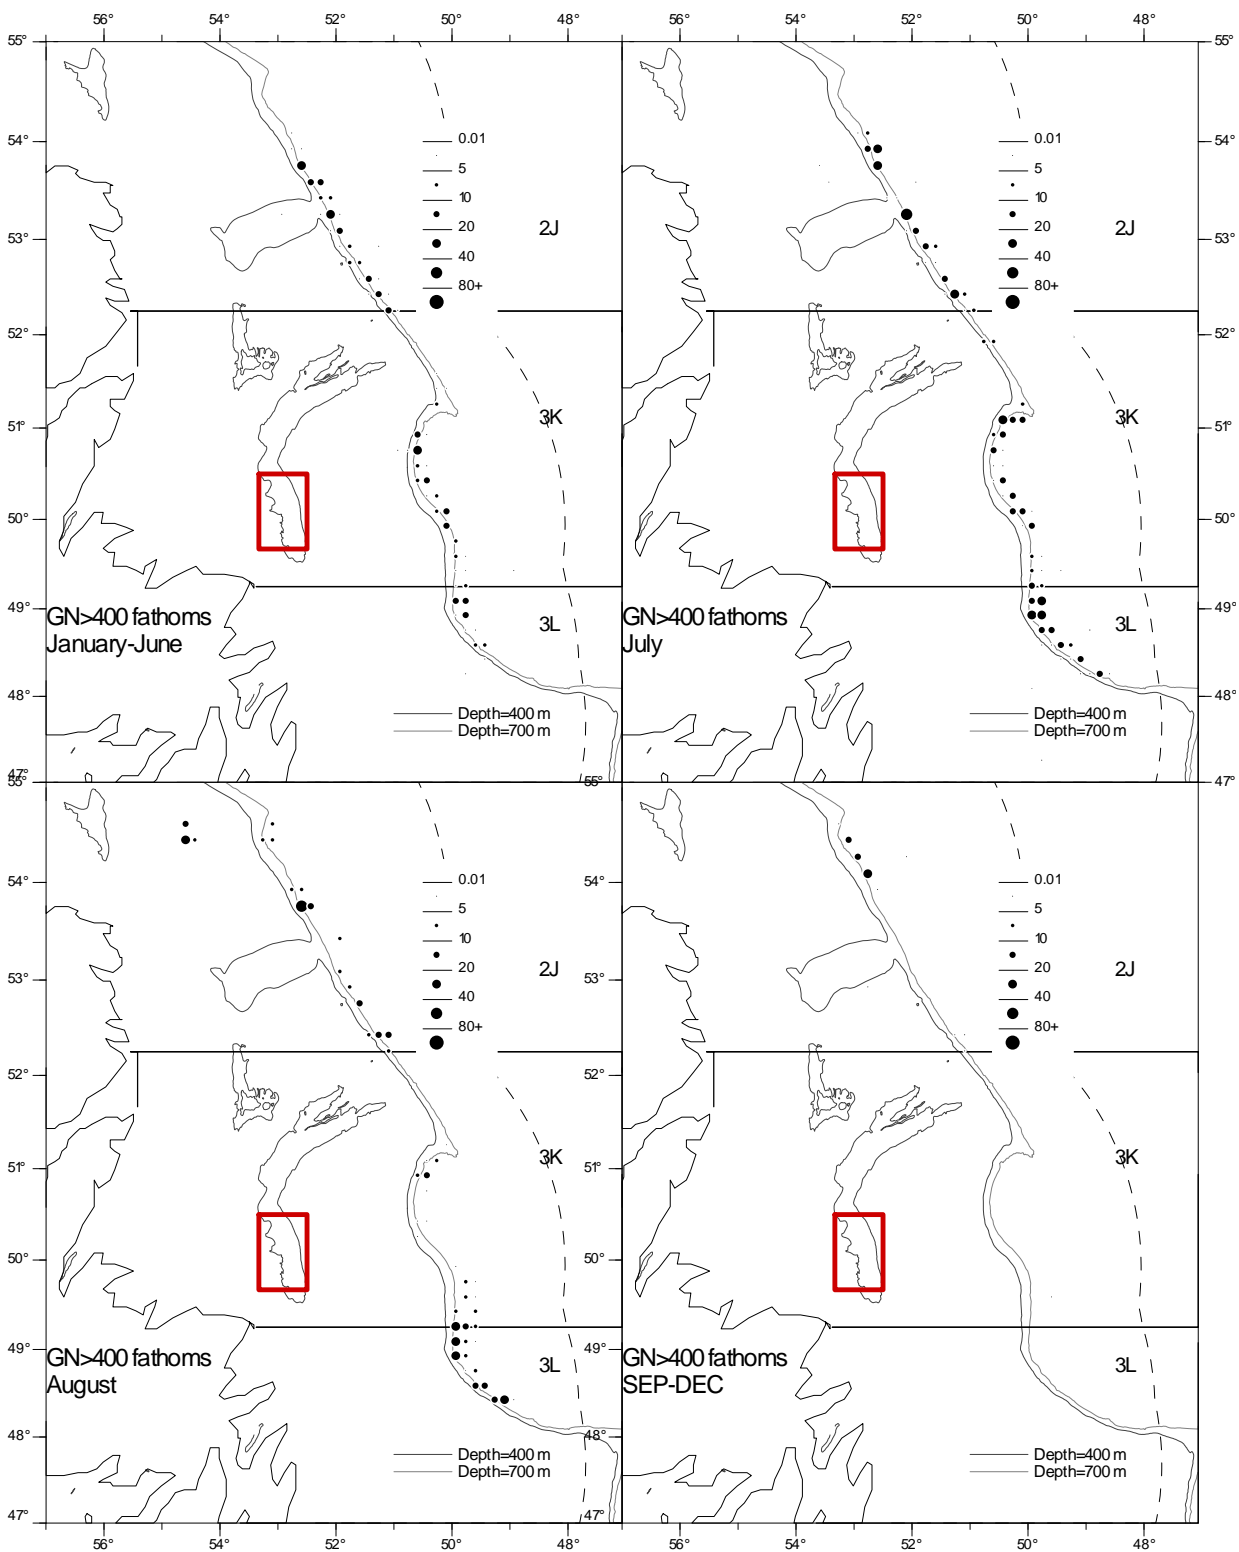 56° 54° 52° 50° 48° 56° 54° 52° 50° 48°
55° 55°
54° 0.01 0.01 54°
5 5
10 10
53° 20 2J 20 2J 53°
40 40
80+ 80+
52° 52°
51° 3K 3K 51°
50° 50°
49° 49°
GN>400 fathoms 3L GN>400 fathoms 3L
January-June July
48° 48°
Depth=400 m Depth=400 m
Depth=700 m Depth=700 m
47° 47°
55° 55°
54° 0.01 54° 0.01
5 5
10 10
53° 20 2J 53° 20 2J
40 40
80+ 80+
52° 52°
51° 3K 51° 3K
50° 50°
49° 49°
GN>400 fathoms 3L GN>400 fathoms 3L
August SEP-DEC
48° 48°
Depth=400 m Depth=400 m
Depth=700 m Depth=700 m
47° 47°
56° 54° 52° 50° 48° 56° 54° 52° 50° 48°